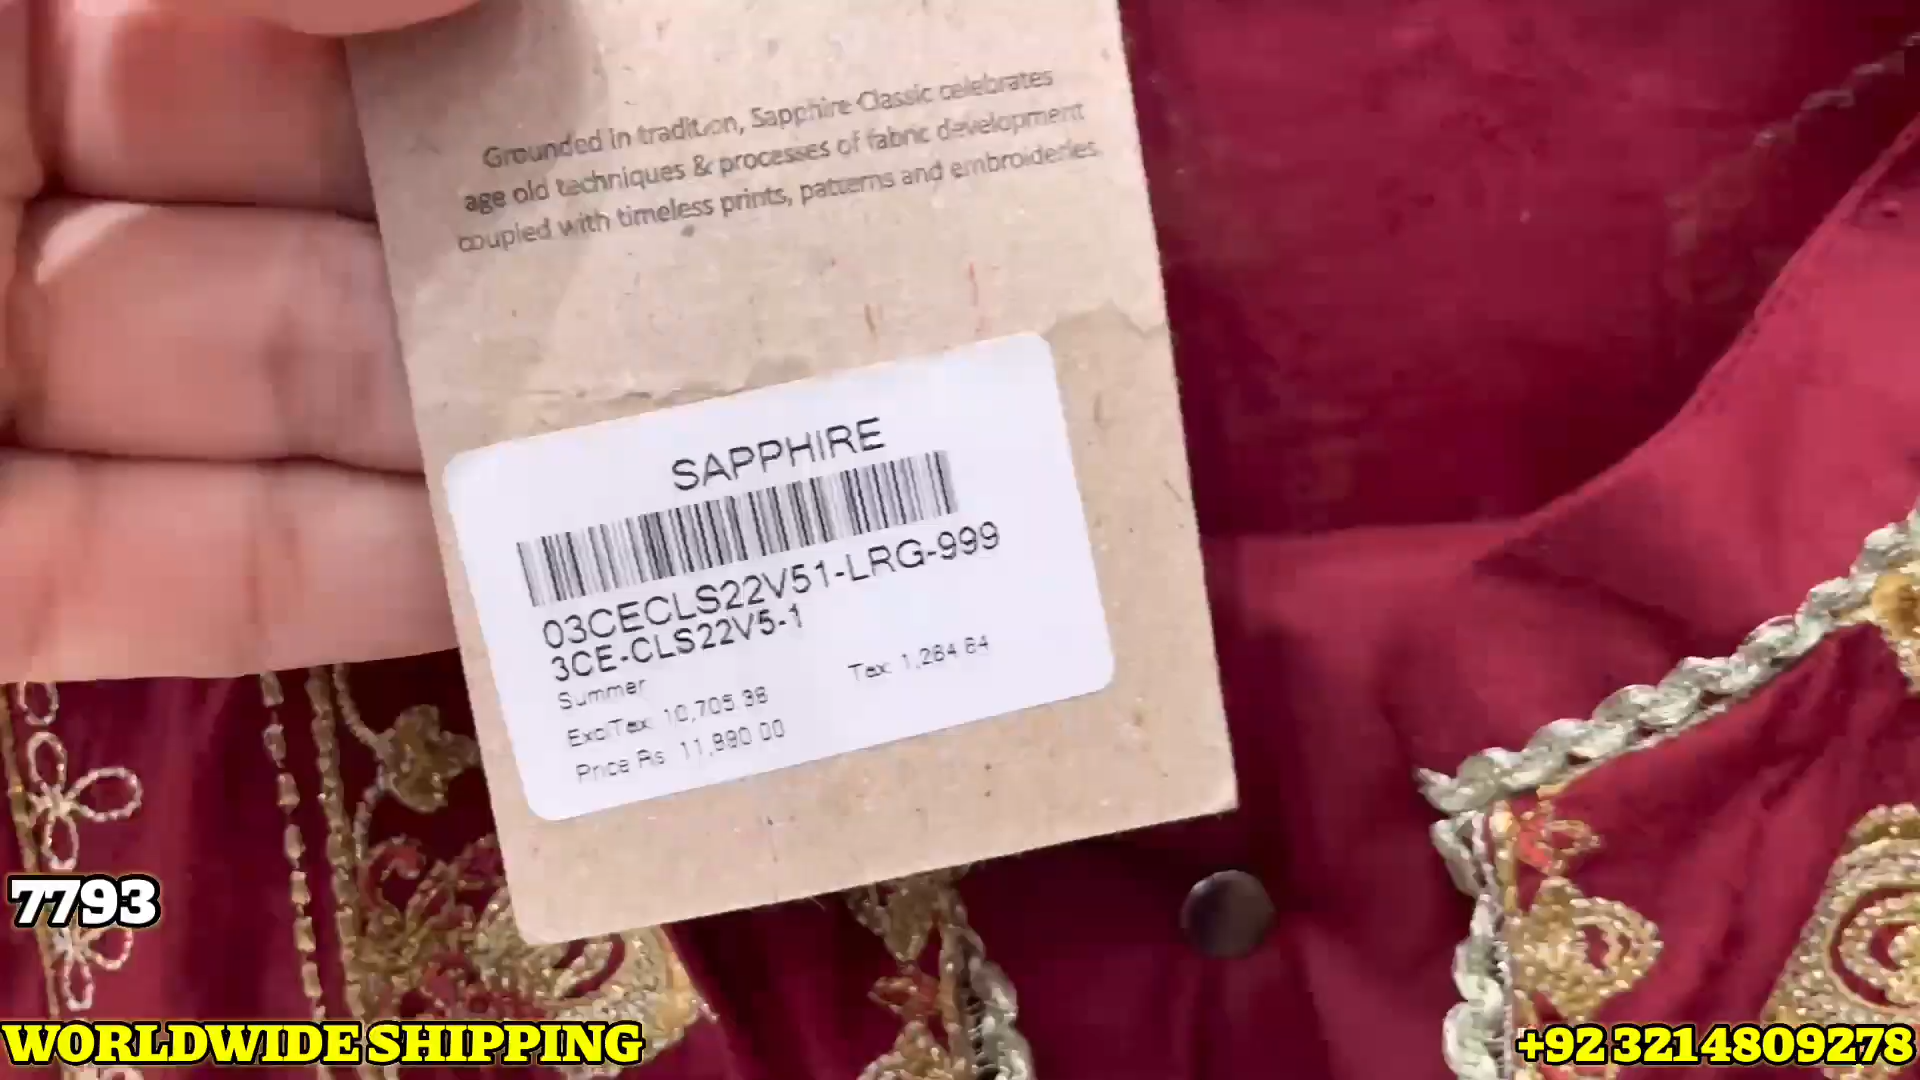 Grounded in tradition, Sapphire Classic celebrates
age old techniques & processes of fabric development
coupled with timeless prints, patterns and embroideries.
SAPPHIRE
03CECLS22V51-LRG-999
3CE-CLS22V5-1
Summer
Excl Tax: 10,705.36
Tax: 1,284.64
Price Rs. 11,990.00
7793
WORLDWIDE SHIPPING
+92 3214809278